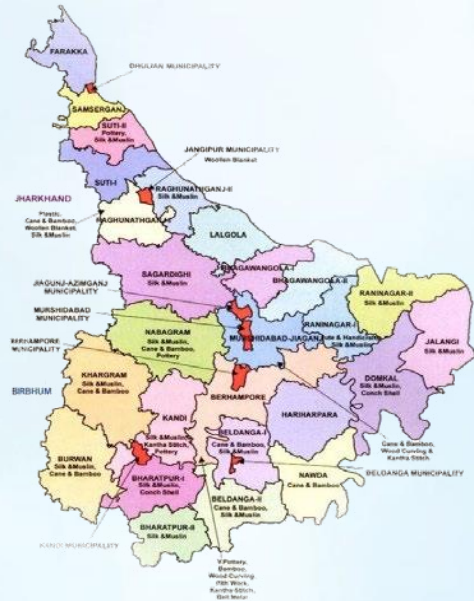 FARAKKA
DHULIAN MUNICIPALITY
SAMSERGANJ
SUTI-II
Pottery,
Silk &Muslin
JANGIPUR MUNICIPALITY
Woollen Blanket
SUTI-I
RAGHUNATHGANJ-II
Silk &Muslin
JHARKHAND
Plastic,
Cane & Bamboo,
Woollen Blanket,
Silk &Muslin
LALGOLA
SAGARDIGHI
Silk &Muslin
BHAGAWANGOLA-I
BHAGAWANGOLA-II
JIAGUNJ-AZIMGANJ
MUNICIPALITY
RANINAGAR-II
Silk &Muslin
MURSHIDABAD
MUNICIPALITY
NABAGRAM
Silk &Muslin,
Cane & Bamboo,
Pottery
MURSHIDABAD-JIAGANJ
RANINAGAR-I
Silk &Muslin
JALANGI
Silk &Muslin
BERHAMPORE
MUNICIPALITY
KHARGRAM
Silk &Muslin,
Cane & Bamboo
DOMKAL
Silk &Muslin,
Conch Shell
BIRBHUM
BERHAMPORE
HARIHARPARA
KANDI
Silk &Muslin,
Kantha Stitch,
Pottery
BELDANGA-I
Cane & Bamboo,
Silk &Muslin
Cane & Bamboo,
Wood Curving &
Kantha Stitch
BURWAN
Silk &Muslin,
Cane & Bamboo
BELDANGA MUNICIPALITY
BHARATPUR-I
Silk &Muslin,
Conch Shell
NAWDA
Cane & Bamboo
BELDANGA-II
Cane & Bamboo,
Silk &Muslin
BHARATPUR-II
Silk &Muslin
KANDI MUNICIPALITY
Pottery,
Bamboo,
Wood Curving
Pith Work,
Kantha-Stitch,
Bell Metal